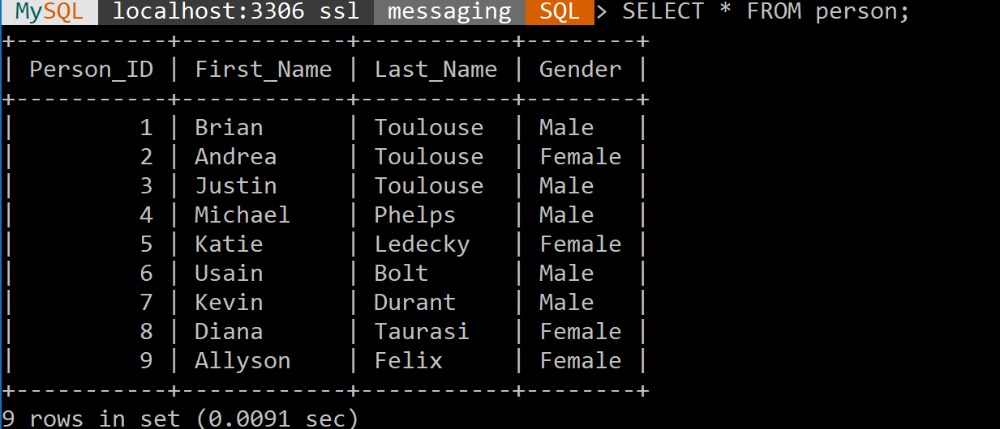 MySQL localhost:3306 ssl messaging SQL > SELECT * FROM person;
+-----------+------------+-----------+--------+
| Person_ID | First_Name | Last_Name | Gender |
+-----------+------------+-----------+--------+
|         1 | Brian      | Toulouse  | Male   |
|         2 | Andrea     | Toulouse  | Female |
|         3 | Justin     | Toulouse  | Male   |
|         4 | Michael    | Phelps    | Male   |
|         5 | Katie      | Ledecky   | Female |
|         6 | Usain      | Bolt      | Male   |
|         7 | Kevin      | Durant    | Male   |
|         8 | Diana      | Taurasi   | Female |
|         9 | Allyson    | Felix     | Female |
+-----------+------------+-----------+--------+
9 rows in set (0.0091 sec)